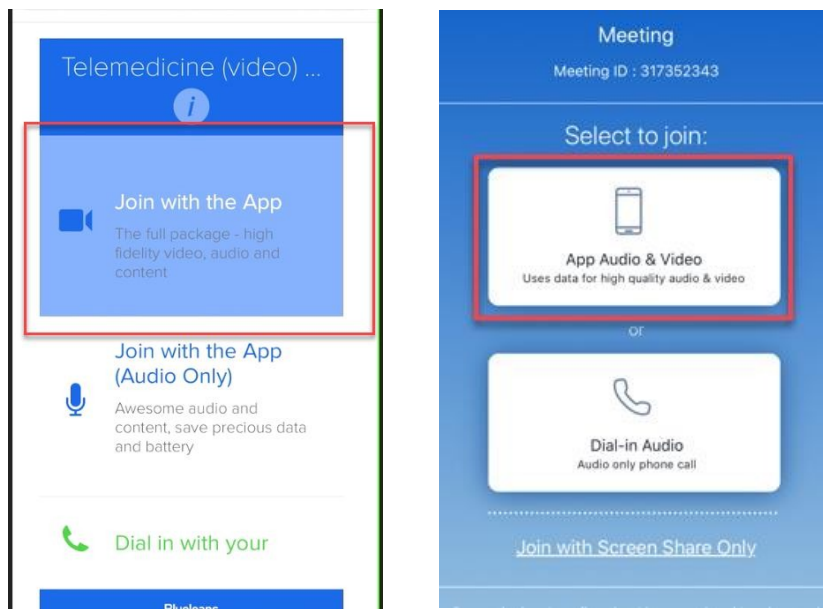 Telemedicine (video) ...
i
Join with the App
The full package - high
fidelity video, audio and
content
Join with the App
(Audio Only)
Awesome audio and
content, save precious data
and battery
Dial in with your
Meeting
Meeting ID : 317352343
Select to join:
App Audio & Video
Uses data for high quality audio & video
or
Dial-in Audio
Audio only phone call
Join with Screen Share Only